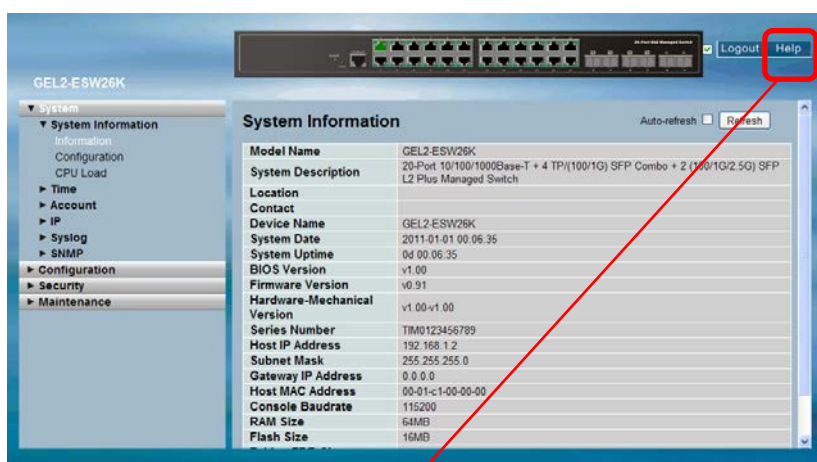 20-Port GbE Managed Switch
Logout Help
GEL2-ESW26K
▼ System
▼ System Information
Information
Configuration
CPU Load
► Time
► Account
► IP
► Syslog
► SNMP
► Configuration
► Security
► Maintenance
System Information
Auto-refresh Refresh
Model Name GEL2-ESW26K
System Description 20-Port 10/100/1000Base-T + 4 TP/(100/1G) SFP Combo + 2 (100/1G/2.5G) SFP
L2 Plus Managed Switch
Location
Contact
Device Name GEL2-ESW26K
System Date 2011-01-01 00:06:35
System Uptime 0d 00:06:35
BIOS Version v1.00
Firmware Version v0.91
Hardware-Mechanical
Version v1.00-v1.00
Series Number TIM0123456789
Host IP Address 192.168.1.2
Subnet Mask 255.255.255.0
Gateway IP Address 0.0.0.0
Host MAC Address 00-01-c1-00-00-00
Console Baudrate 115200
RAM Size 64MB
Flash Size 16MB